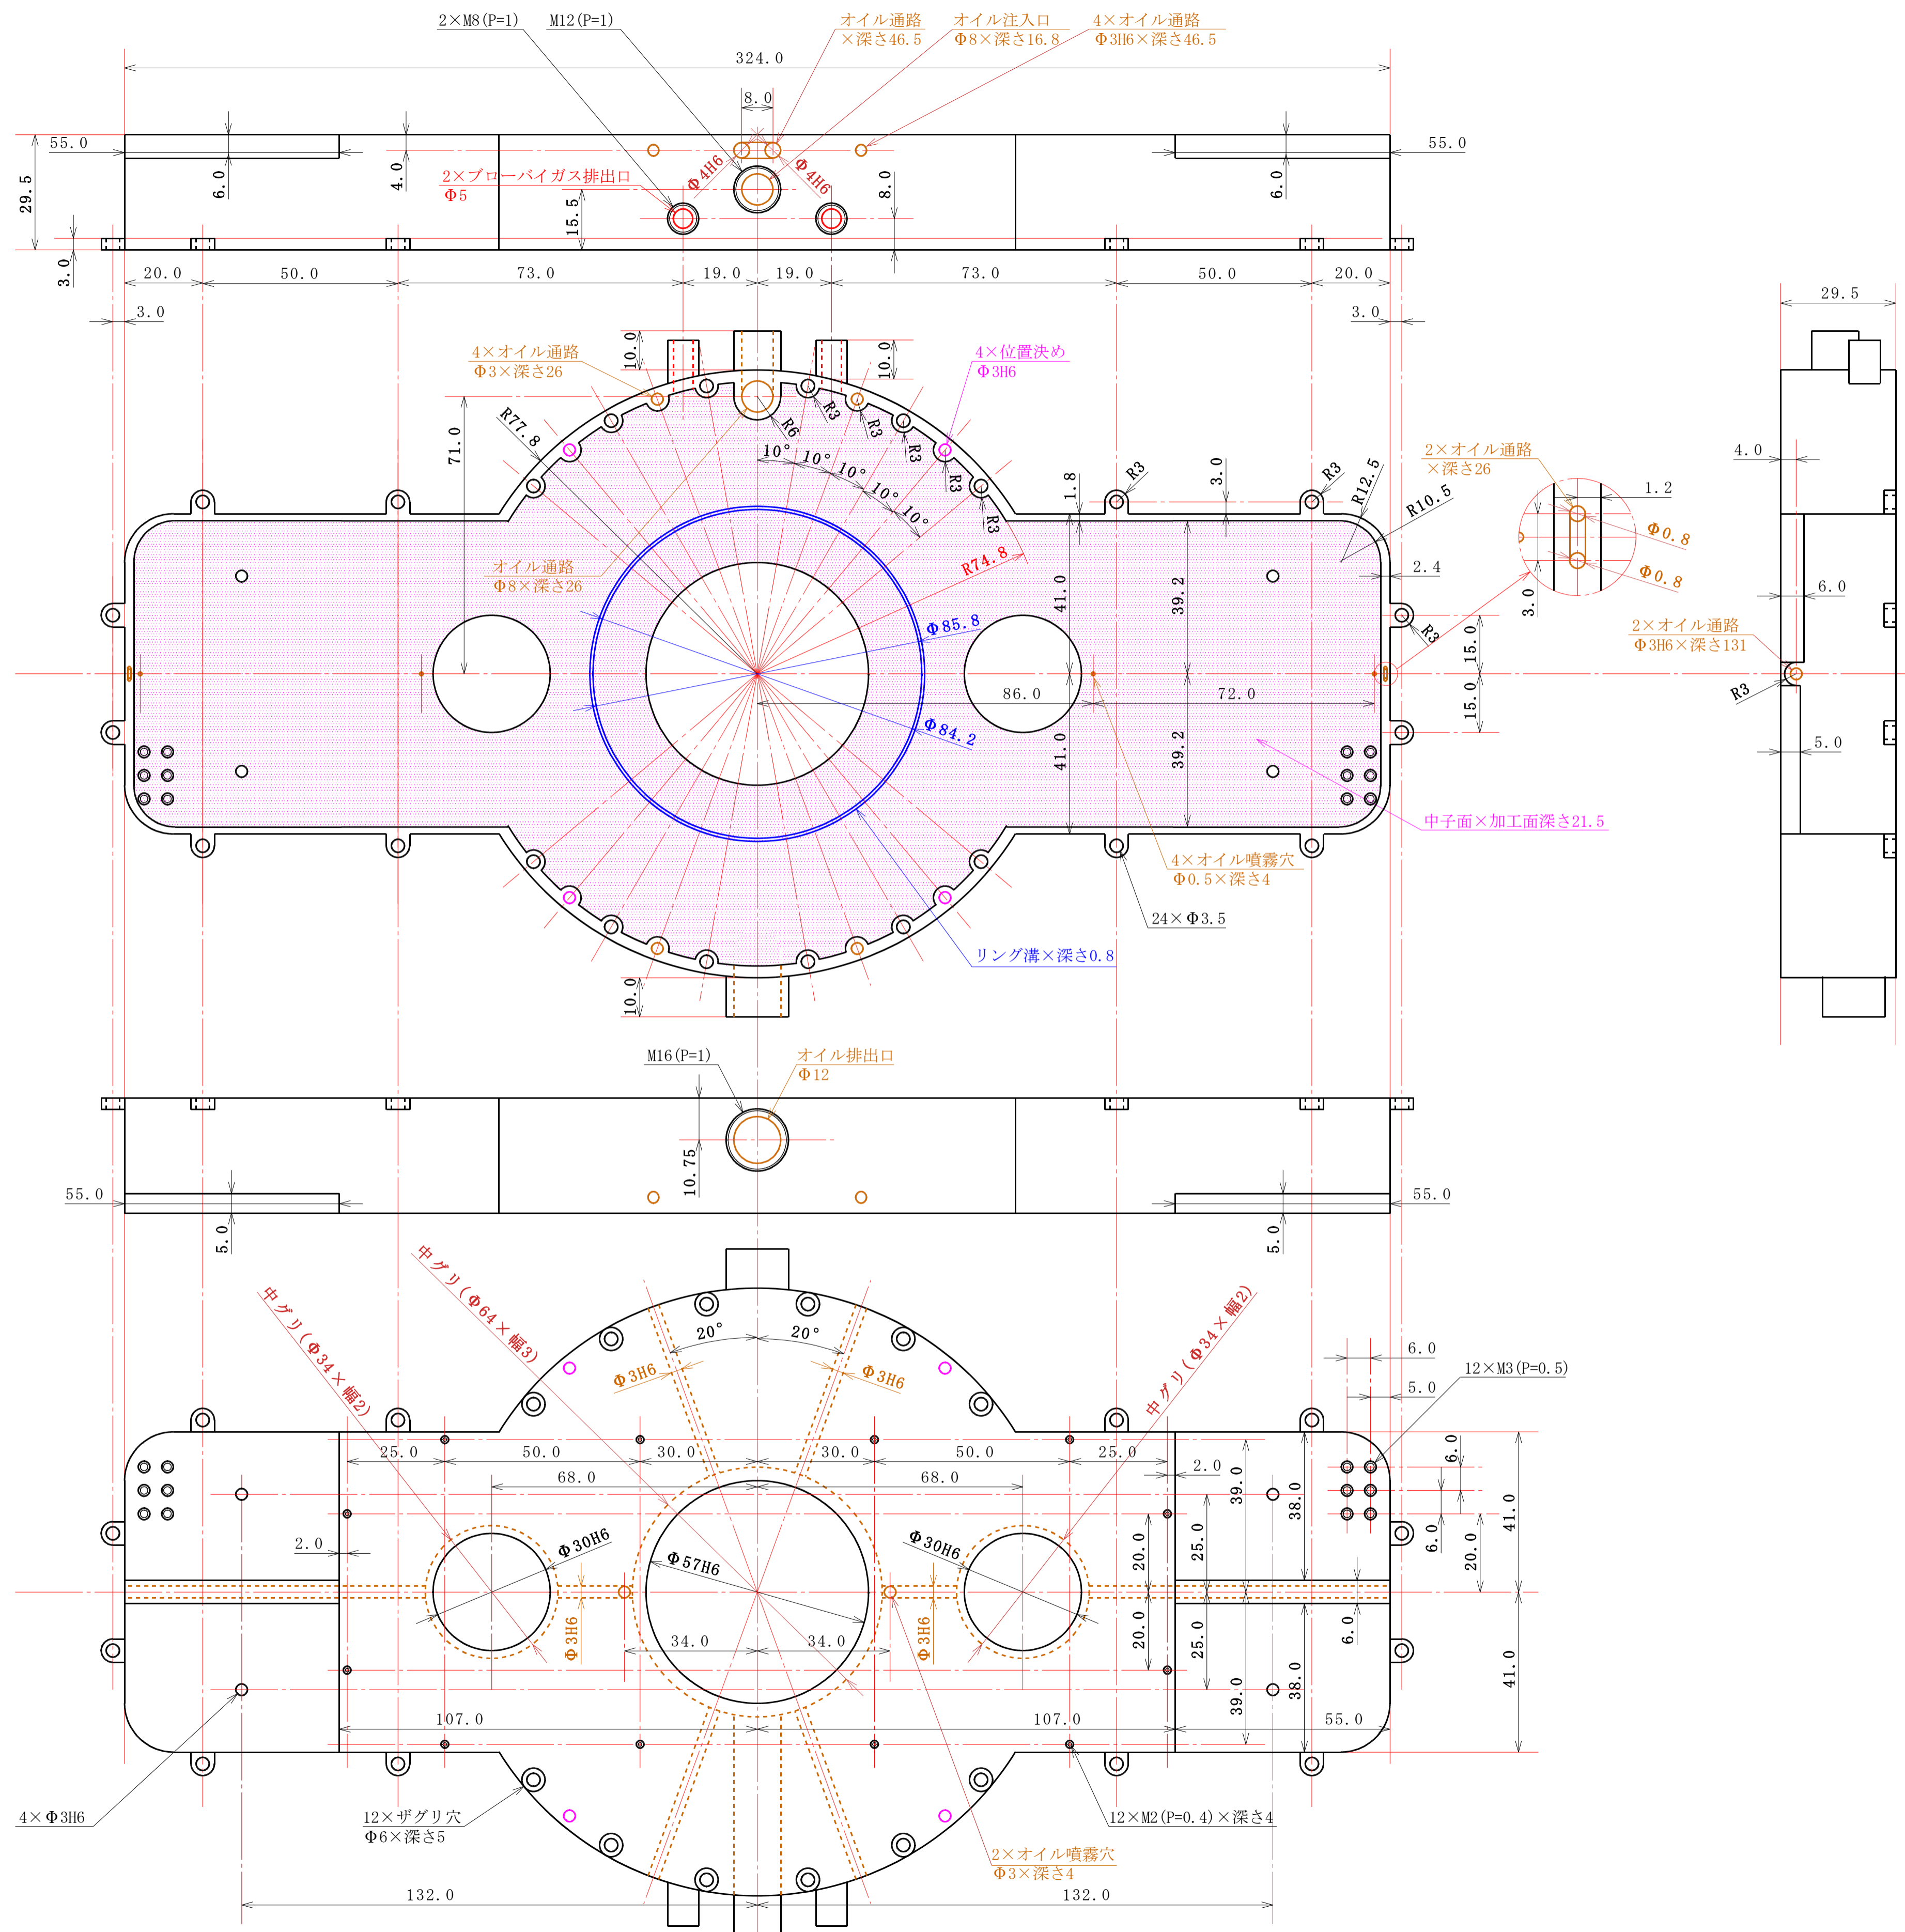 2×M8(P=1)
M12(P=1)
オイル通路
×深さ46.5
オイル注入口
Φ8×深さ16.8
4×オイル通路
Φ3H6×深さ46.5
324.0
8.0
55.0
6.0
4.0
29.5
3.0
2×ブローバイガス排出口
Φ5
Φ4H6
Φ4H6
15.5
8.0
6.0
55.0
20.0
50.0
73.0
19.0
19.0
73.0
50.0
20.0
3.0
3.0
29.5
4×オイル通路
Φ3×深さ26
10.0
10.0
4×位置決め
Φ3H6
R77.8
71.0
R6
R3
R3
R3
R3
R3
10°
10°
10°
10°
10°
1.8
R3
3.0
R3
R12.5
R10.5
2×オイル通路
×深さ26
1.2
Φ0.8
Φ0.8
3.0
4.0
6.0
オイル通路
Φ8×深さ26
R74.8
41.0
39.2
2.4
R3
15.0
15.0
2×オイル通路
Φ3H6×深さ131
R3
5.0
Φ85.8
Φ84.2
86.0
72.0
41.0
39.2
中子面×加工面深さ21.5
4×オイル噴霧穴
Φ0.5×深さ4
24×Φ3.5
リング溝×深さ0.8
10.0
M16(P=1)
オイル排出口
Φ12
10.75
55.0
5.0
5.0
55.0
中グリ(Φ34×幅2)
中グリ(Φ64×幅3)
中グリ(Φ34×幅2)
20°
20°
Φ3H6
Φ3H6
6.0
12×M3(P=0.5)
5.0
25.0
50.0
30.0
30.0
50.0
25.0
68.0
68.0
2.0
39.0
38.0
6.0
6.0
20.0
41.0
2.0
Φ30H6
Φ57H6
Φ30H6
20.0
25.0
Φ3H6
Φ3H6
34.0
34.0
20.0
25.0
39.0
38.0
6.0
41.0
107.0
107.0
55.0
4×Φ3H6
12×ザグリ穴
Φ6×深さ5
12×M2(P=0.4)×深さ4
2×オイル噴霧穴
Φ3×深さ4
132.0
132.0